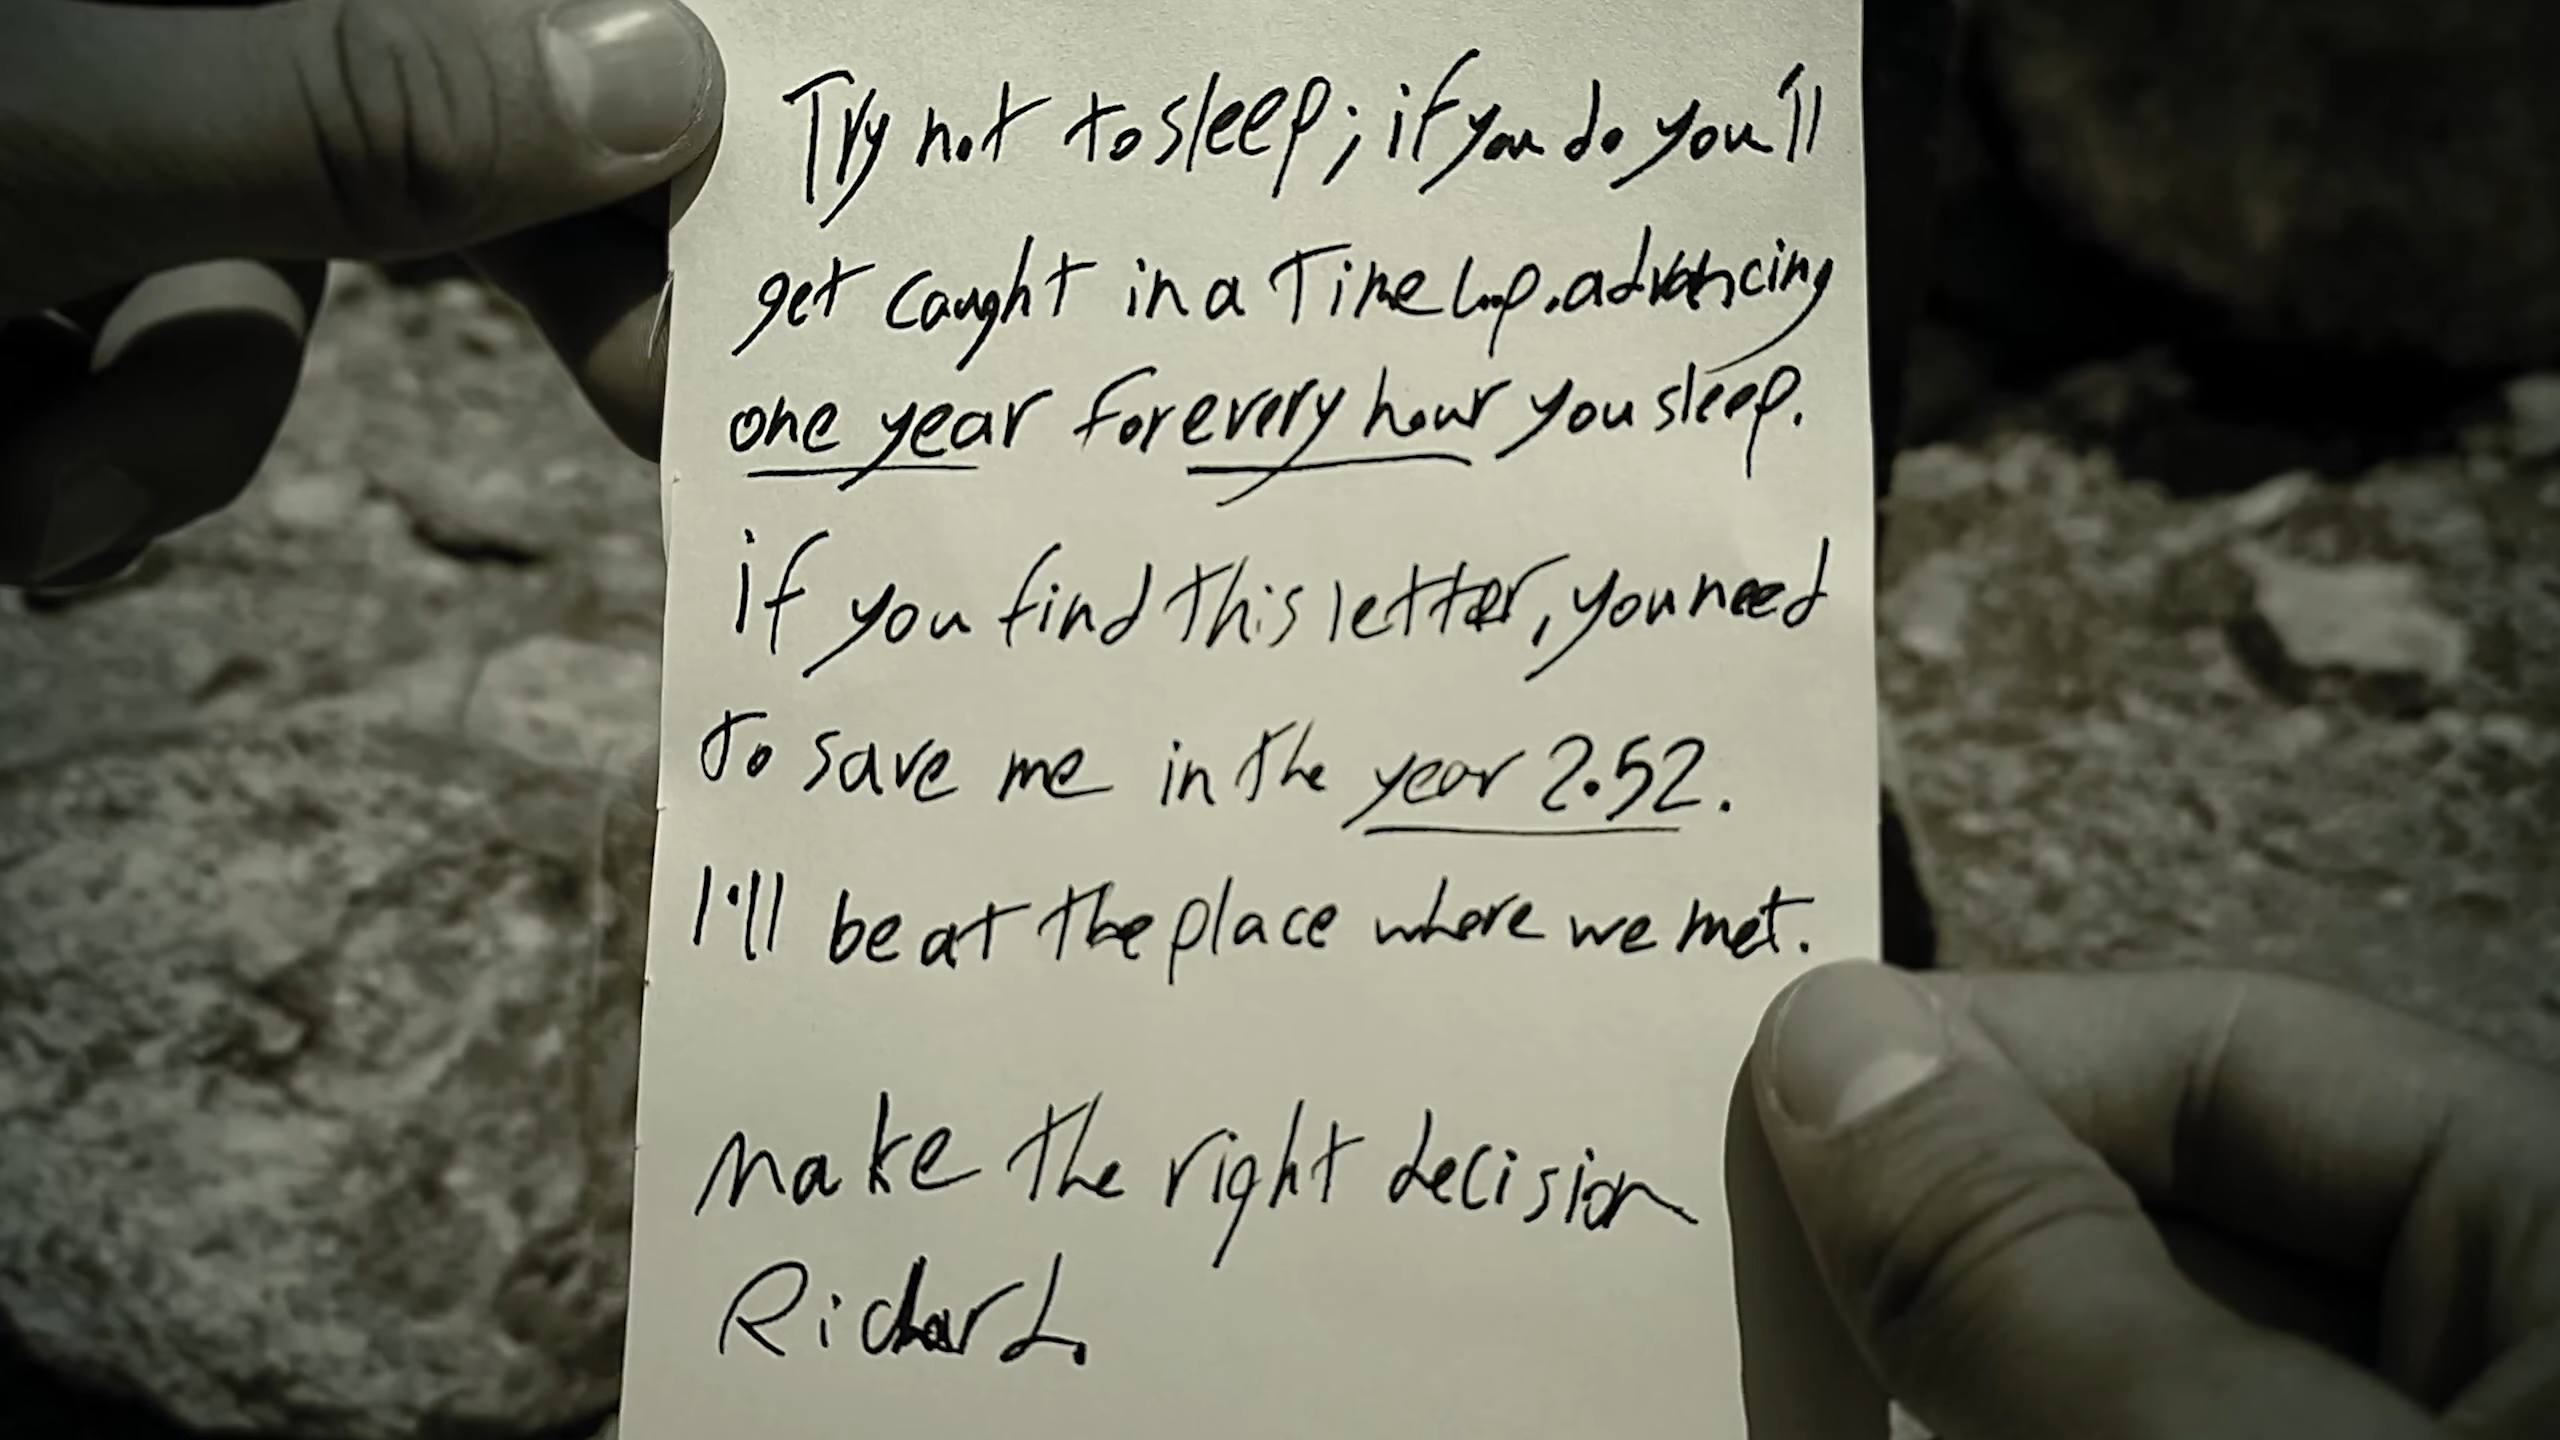 Try not to sleep; if you do you'll
get caught in a Time Loop. advancing
one year for every hour you sleep.
if you find this letter, you need
to save me in the year 2052.
I'll be at the place where we met.
make the right decision
Richard.